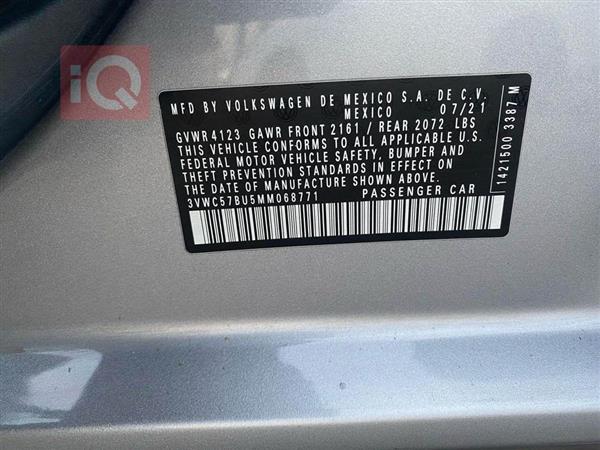 iQ
MFD BY VOLKSWAGEN DE MEXICO S.A. DE C.V.
MEXICO 07/21
GVWR 4123 GAWR FRONT 2161 / REAR 2072 LBS
THIS VEHICLE CONFORMS TO ALL APPLICABLE U.S.
FEDERAL MOTOR VEHICLE SAFETY, BUMPER AND
THEFT PREVENTION STANDARDS IN EFFECT ON THE
DATE OF MANUFACTURE SHOWN ABOVE.
3VWC57BU5MM068771 PASSENGER CAR
1421500 3387 M